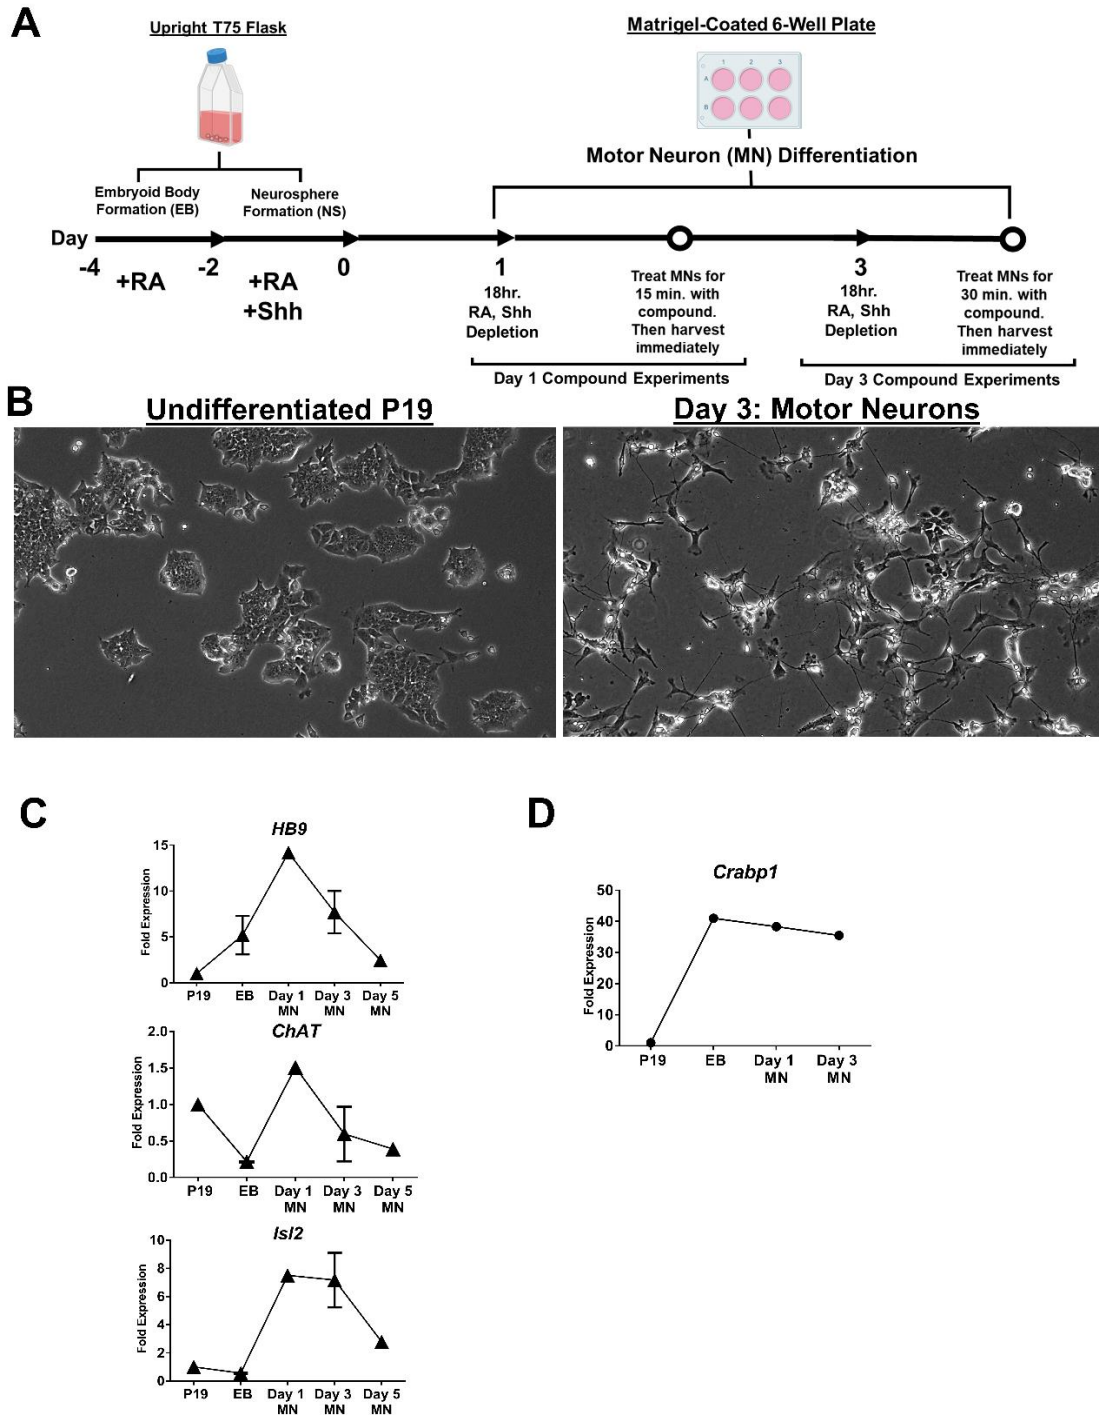 A
Upright T75 Flask
Matrigel-Coated 6-Well Plate
1 2 3
A
B
Motor Neuron (MN) Differentiation
Embryoid Body
Formation (EB)
Neurosphere
Formation (NS)
Day
-4
+RA
-2
+RA
+Shh
0
1
18hr.
RA, Shh
Depletion
Treat MNs for
15 min. with
compound.
Then harvest
immediately
3
18hr.
RA, Shh
Depletion
Treat MNs for
30 min. with
compound.
Then harvest
immediately
Day 1 Compound Experiments
Day 3 Compound Experiments
B
Undifferentiated P19
Day 3: Motor Neurons
C
HB9
Fold Expression
15
10
5
0
P19 EB Day 1 Day 3 Day 5
MN MN MN
ChAT
Fold Expression
2.0
1.5
1.0
0.5
0.0
P19 EB Day 1 Day 3 Day 5
MN MN MN
Isl2
Fold Expression
10
8
6
4
2
0
P19 EB Day 1 Day 3 Day 5
MN MN MN
D
Crabp1
Fold Expression
50
40
30
20
10
0
P19 EB Day 1 Day 3
MN MN